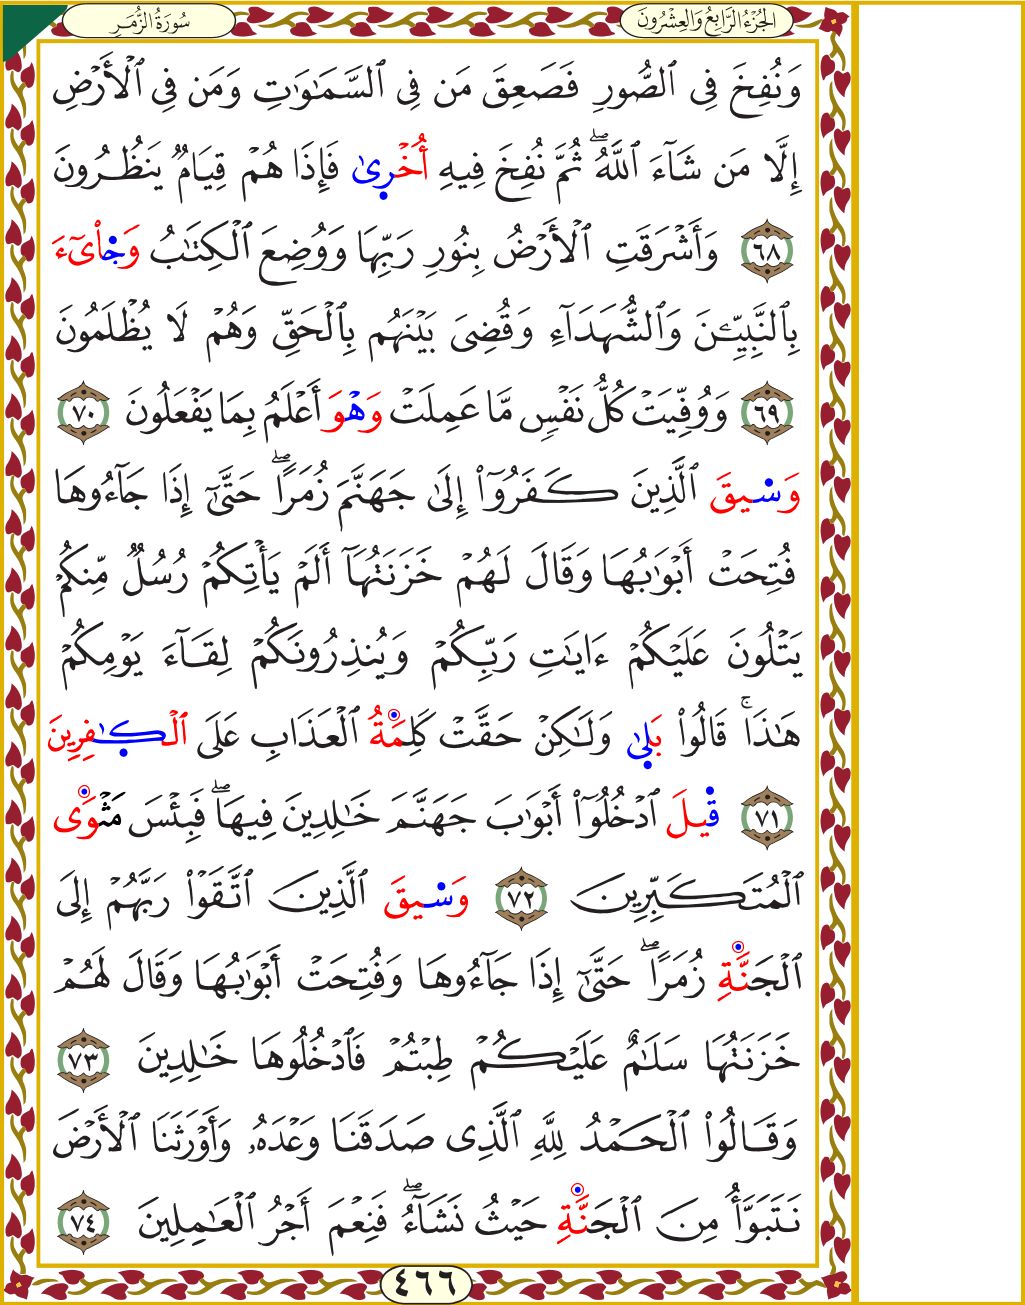 الجُزْءُ الرَّابِعُ وَالعِشْرُونَ
سُورَةُ الزُّمَرِ
وَنُفِخَ فِي ٱلصُّورِ فَصَعِقَ مَن فِي ٱلسَّمَـٰوَٰتِ وَمَن فِي ٱلْأَرْضِ
إِلَّا مَن شَآءَ ٱللَّهُۖ ثُمَّ نُفِخَ فِيهِ أُخْرَىٰ فَإِذَا هُمْ قِيَامٌ يَنظُرُونَ
٦٨ وَأَشْرَقَتِ ٱلْأَرْضُ بِنُورِ رَبِّهَا وَوُضِعَ ٱلْكِتَـٰبُ وَجِا۟ىٓءَ
بِٱلنَّبِيِّـۧنَ وَٱلشُّهَدَآءِ وَقُضِىَ بَيْنَهُم بِٱلْحَقِّ وَهُمْ لَا يُظْلَمُونَ
٦٩ وَوُفِّيَتْ كُلُّ نَفْسٍ مَّا عَمِلَتْ وَهْوَ أَعْلَمُ بِمَا يَفْعَلُونَ ٧٠
وَسِيقَ ٱلَّذِينَ كَفَرُوٓا۟ إِلَىٰ جَهَنَّمَ زُمَرًاۖ حَتَّىٰٓ إِذَا جَآءُوهَا
فُتِحَتْ أَبْوَٰبُهَا وَقَالَ لَهُمْ خَزَنَتُهَآ أَلَمْ يَأْتِكُمْ رُسُلٌ مِّنكُمْ
يَتْلُونَ عَلَيْكُمْ ءَايَـٰتِ رَبِّكُمْ وَيُنذِرُونَكُمْ لِقَآءَ يَوْمِكُمْ
هَـٰذَاۚ قَالُوا۟ بَلَىٰ وَلَـٰكِنْ حَقَّتْ كَلِمَةُ ٱلْعَذَابِ عَلَى ٱلْكَـٰفِرِينَ
٧١ قِيلَ ٱدْخُلُوٓا۟ أَبْوَٰبَ جَهَنَّمَ خَـٰلِدِينَ فِيهَاۖ فَبِئْسَ مَثْوَى
ٱلْمُتَكَبِّرِينَ ٧٢ وَسِيقَ ٱلَّذِينَ ٱتَّقَوْا۟ رَبَّهُمْ إِلَى
ٱلْجَنَّةِ زُمَرًاۖ حَتَّىٰٓ إِذَا جَآءُوهَا وَفُتِحَتْ أَبْوَٰبُهَا وَقَالَ لَهُمْ
خَزَنَتُهَا سَلَـٰمٌ عَلَيْكُمْ طِبْتُمْ فَٱدْخُلُوهَا خَـٰلِدِينَ ٧٣
وَقَالُوا۟ ٱلْحَمْدُ لِلَّهِ ٱلَّذِى صَدَقَنَا وَعْدَهُۥ وَأَوْرَثَنَا ٱلْأَرْضَ
نَتَبَوَّأُ مِنَ ٱلْجَنَّةِ حَيْثُ نَشَآءُۖ فَنِعْمَ أَجْرُ ٱلْعَـٰمِلِينَ ٧٤
٤٦٦